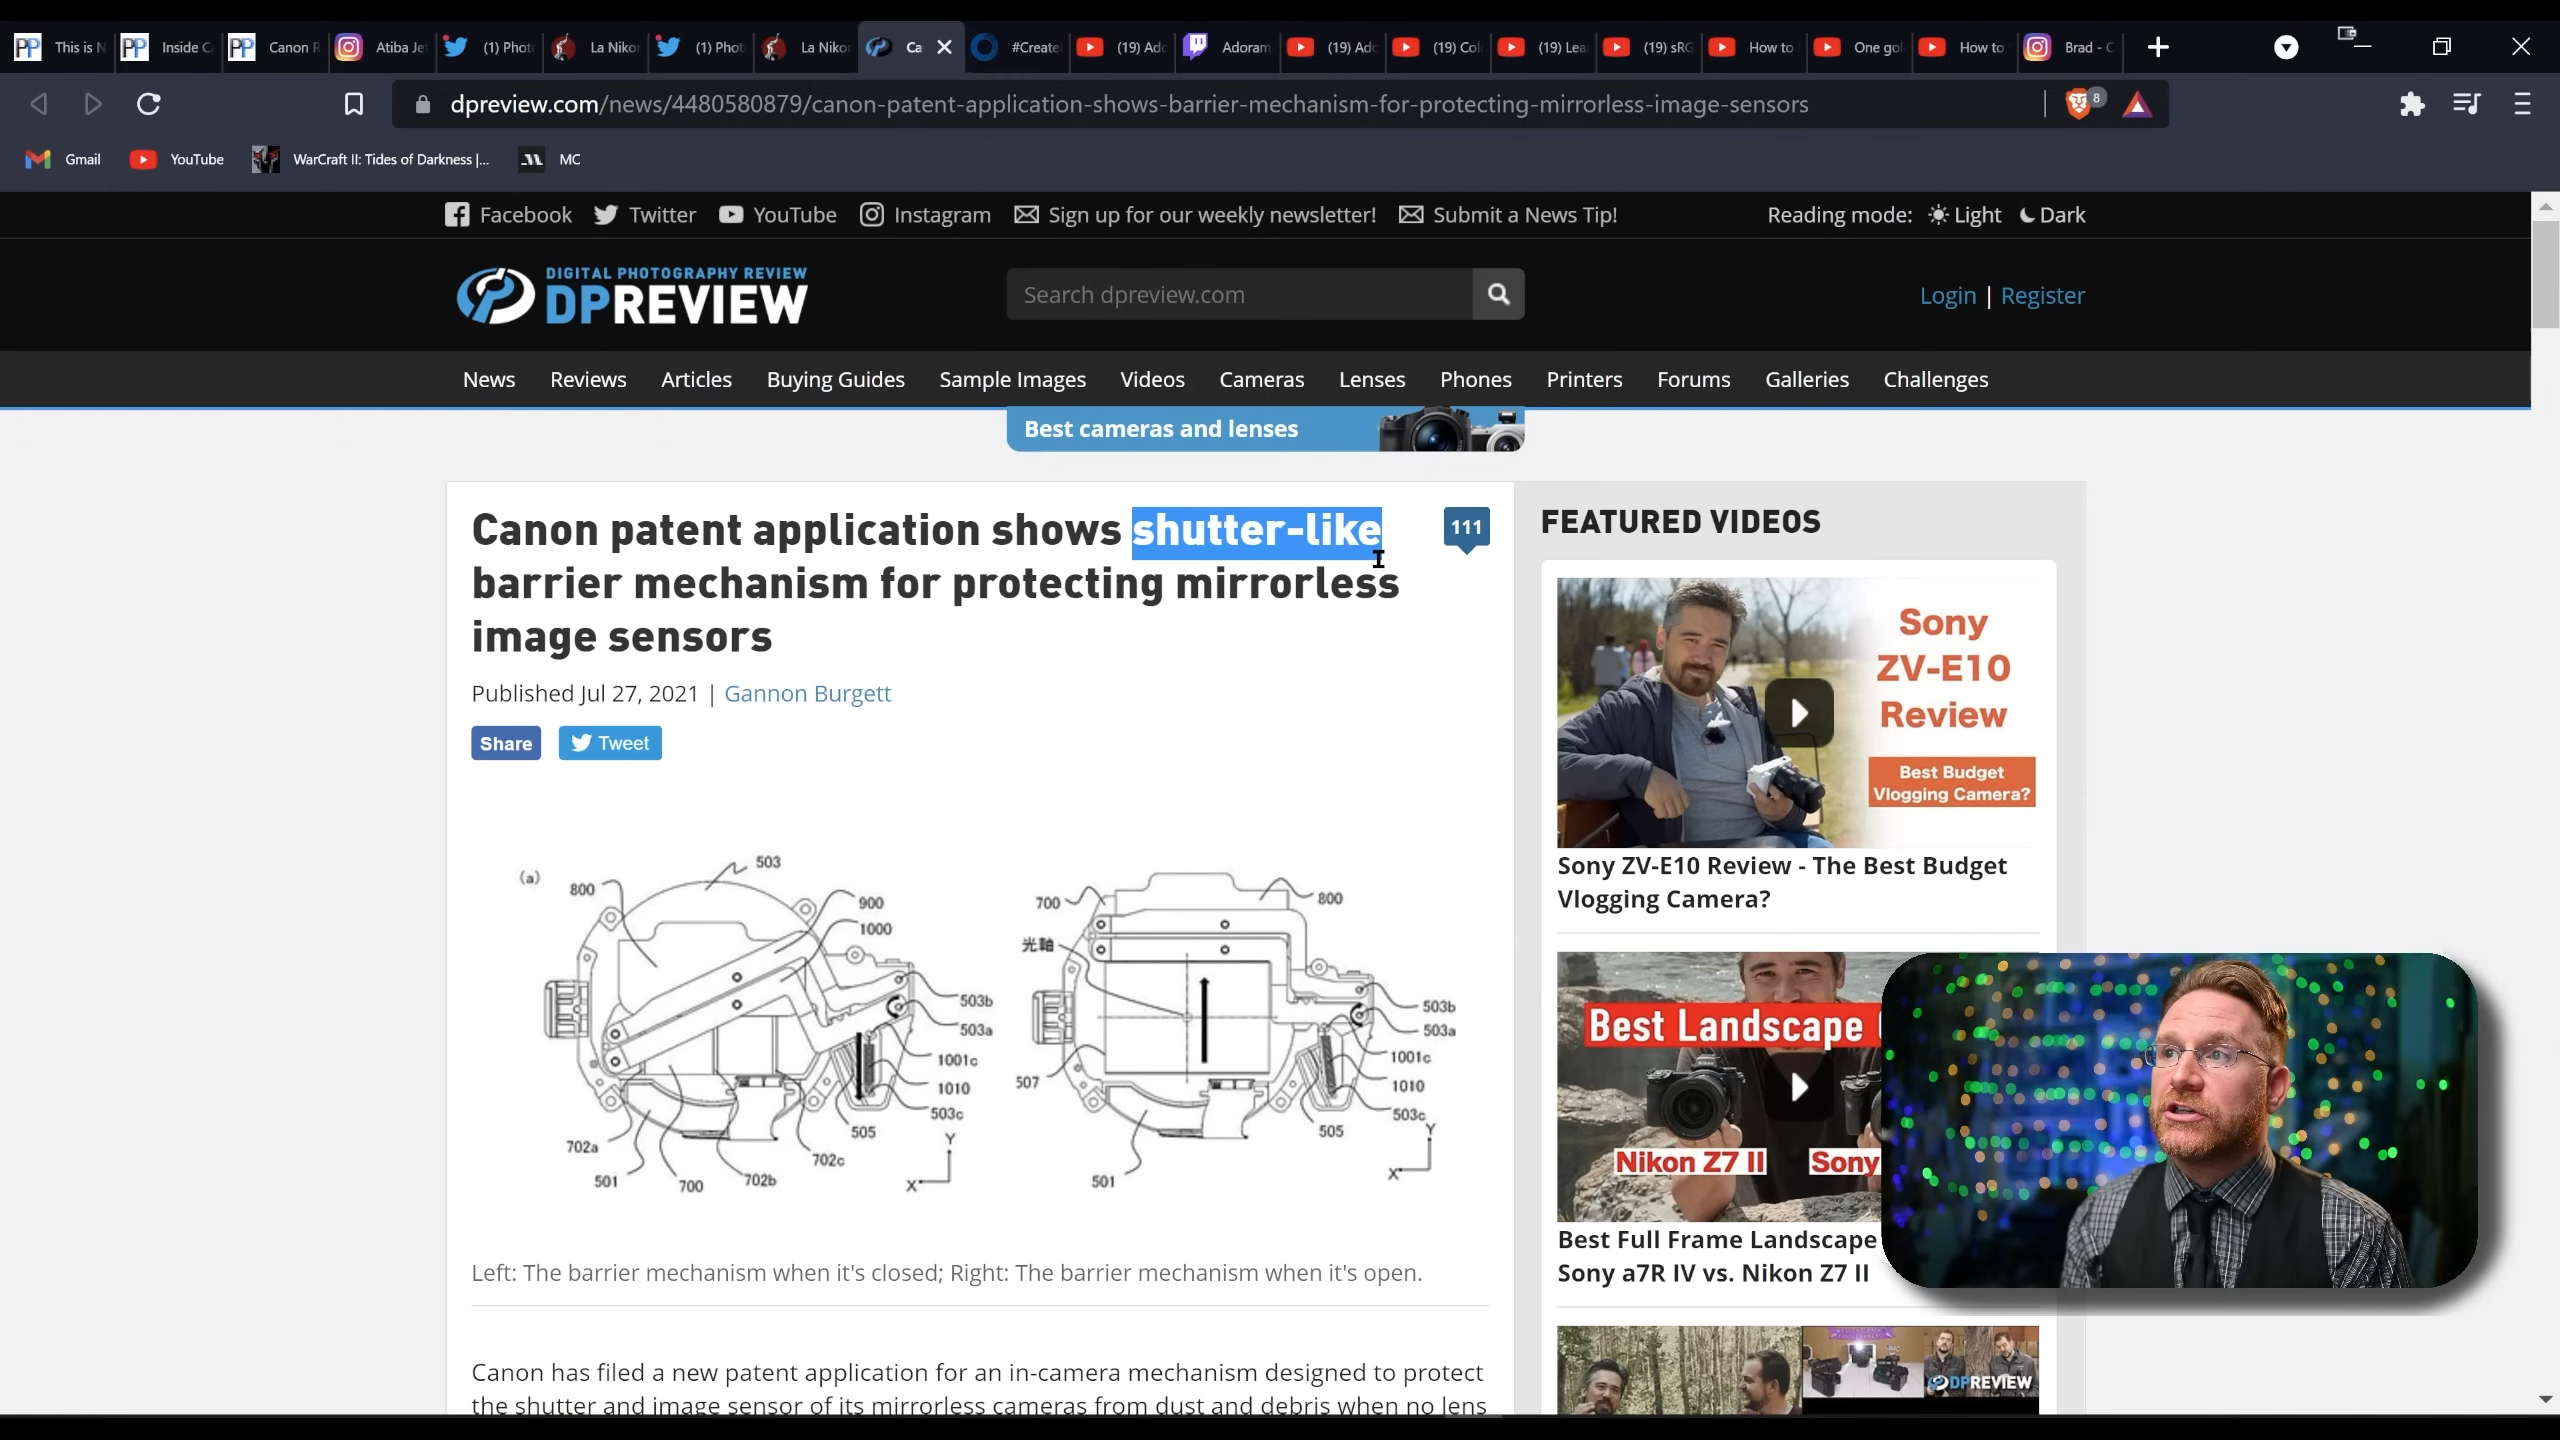 This is N
Inside C
Canon R
Atiba Je
(1) Phot
La Niko
(1) Phot
La Niko
Ca
#Create
(19) Ado
Adoram
(19) Ado
(19) Col
(19) Lea
(19) sRG
How to
One gol
How to
Brad - C
dpreview.com/news/4480580879/canon-patent-application-shows-barrier-mechanism-for-protecting-mirrorless-image-sensors
8
Gmail
YouTube
WarCraft II: Tides of Darkness |...
MC
Facebook Twitter YouTube Instagram Sign up for our weekly newsletter! Submit a News Tip! Reading mode: Light Dark
DIGITAL PHOTOGRAPHY REVIEW
DPREVIEW
Search dpreview.com
Login | Register
News Reviews Articles Buying Guides Sample Images Videos Cameras Lenses Phones Printers Forums Galleries Challenges
Best cameras and lenses
Canon patent application shows shutter-like
barrier mechanism for protecting mirrorless
image sensors
111
Published Jul 27, 2021 | Gannon Burgett
Share Tweet
(a)
503
800
900
1000
503b
503a
1001c
1010
503c
505
702a
501
700
702b
702c
Y
X
700
800
光軸
503b
503a
1001c
507
1010
503c
505
501
Y
X
Left: The barrier mechanism when it's closed; Right: The barrier mechanism when it's open.
Canon has filed a new patent application for an in-camera mechanism designed to protect
the shutter and image sensor of its mirrorless cameras from dust and debris when no lens
FEATURED VIDEOS
Sony
ZV-E10
Review
Best Budget
Vlogging Camera?
Sony ZV-E10 Review - The Best Budget
Vlogging Camera?
Best Landscape
Nikon Z7 II Sony
Best Full Frame Landscape
Sony a7R IV vs. Nikon Z7 II
DPREVIEW